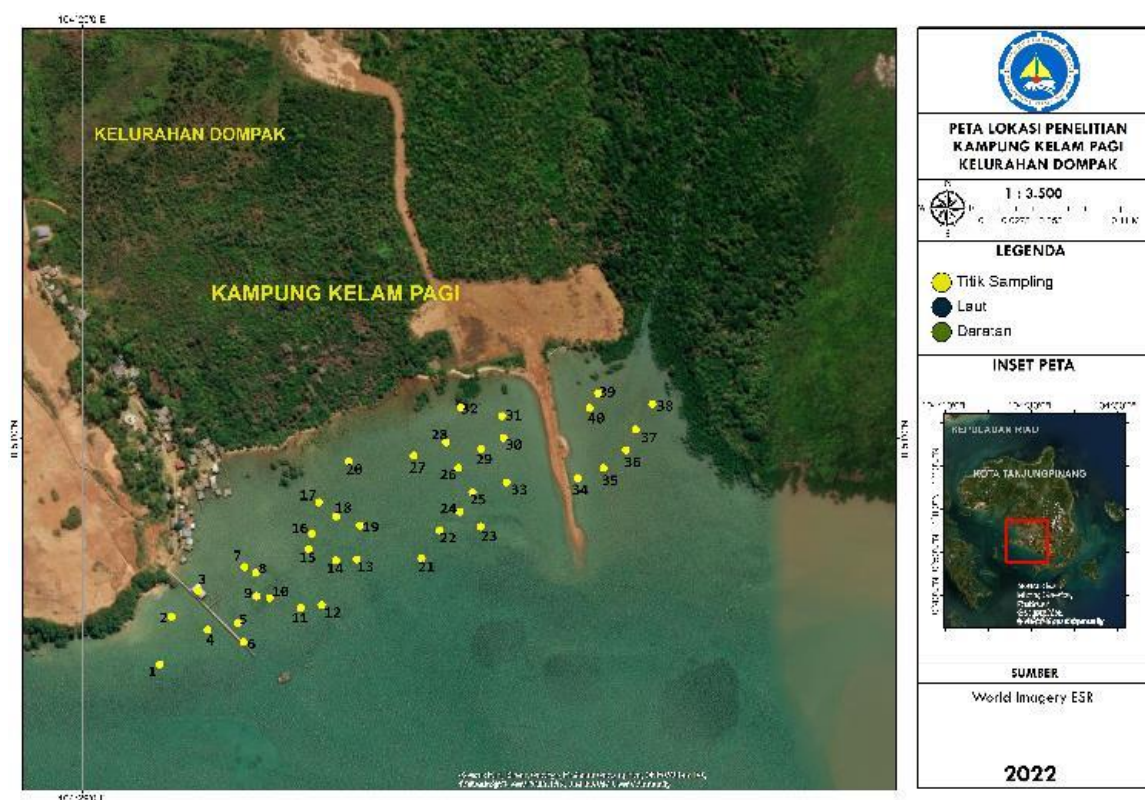 KELURAHAN DOMPAK
KAMPUNG KELAM PAGI
1
2
3
4
5
6
7
8
9
10
11
12
13
14
15
16
17
18
19
20
21
22
23
24
25
26
27
28
29
30
31
32
33
34
35
36
37
38
39
40
PETA LOKASI PENELITIAN
KAMPUNG KELAM PAGI
KELURAHAN DOMPAK
1 : 3.500
LEGENDA
Titik Sampling
Laut
Daratan
INSET PETA
KEPULAUAN RIAU
KOTA TANJUNGPINANG
SUMBER
World Imagery ESR
2022